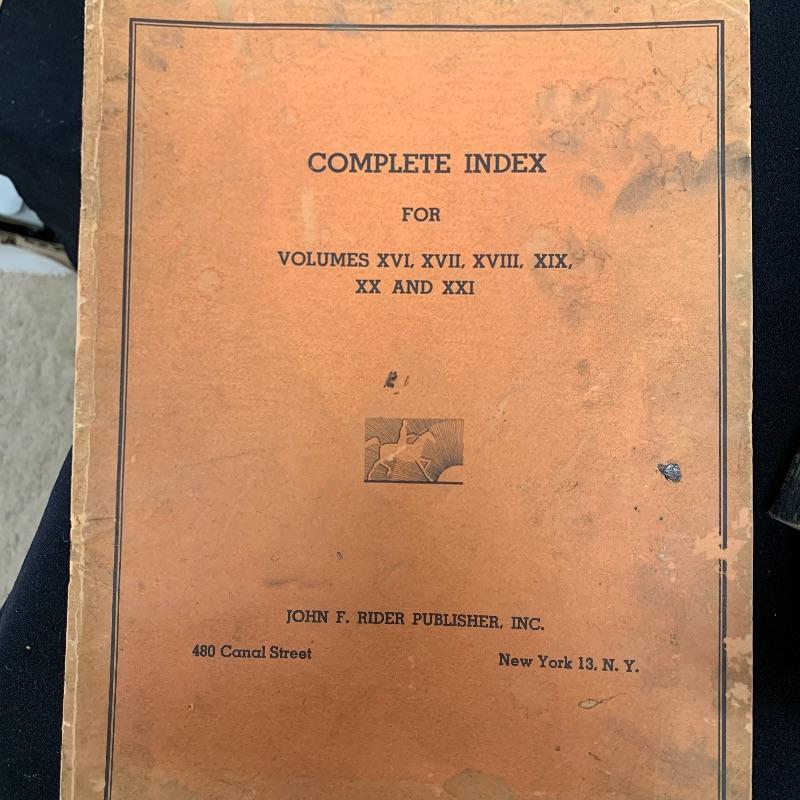 COMPLETE INDEX
FOR
VOLUMES XVI, XVII, XVIII, XIX,
XX AND XXI
JOHN F. RIDER PUBLISHER, INC.
480 Canal Street
New York 13, N. Y.